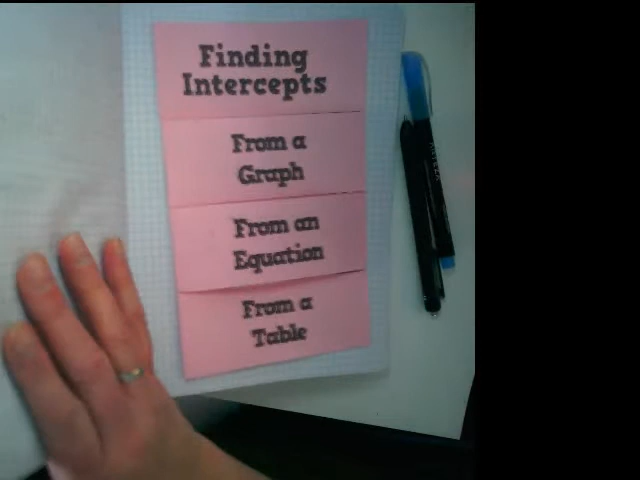 Finding
Intercepts
From a
Graph
From an
Equation
From a
Table